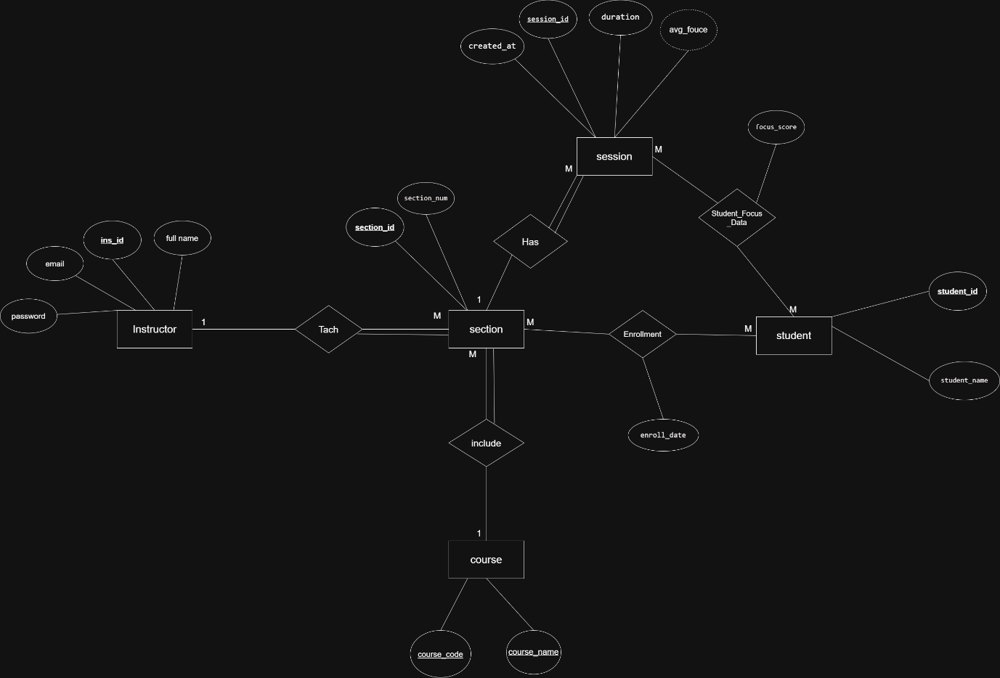 session_id
duration
avg_fouce
created_at
focus_score
session
M
M
section_num
Student_Focus
_Data
section_id
ins_id
full name
Has
email
student_id
1
M
password
M
1
M
M
Instructor
Tach
section
Enrollment
student
M
student_name
enroll_date
include
1
course
course_code
course_name